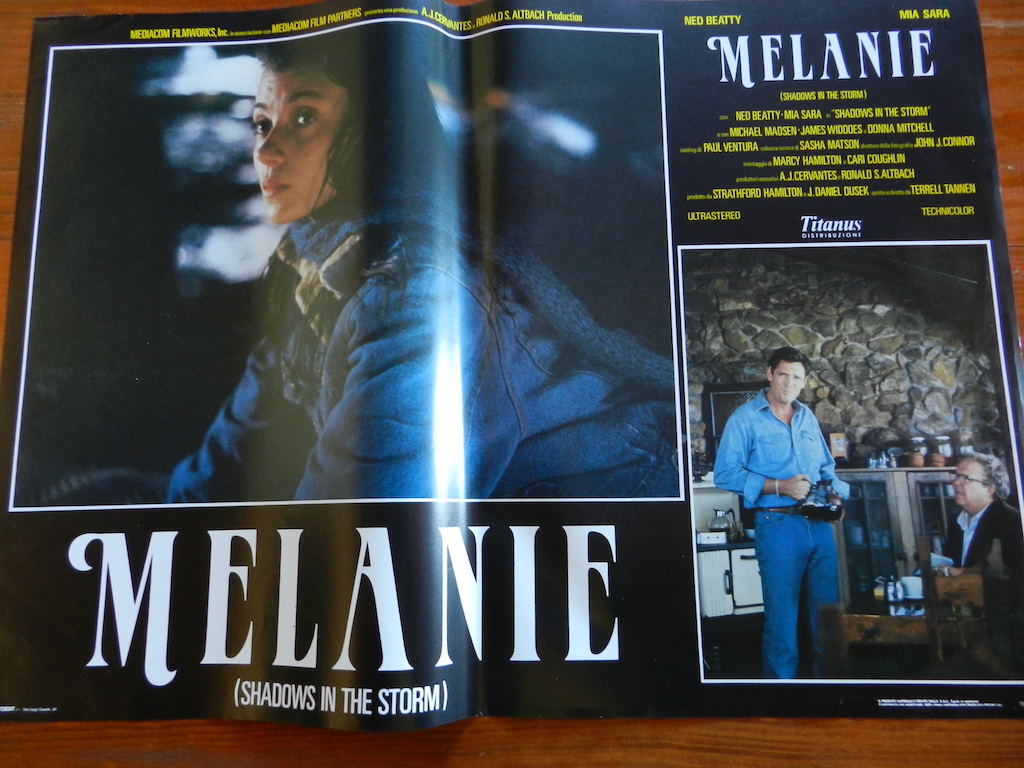 MEDIACOM FILMWORKS, Inc. in associazione con MEDIACOM FILM PARTNERS presenta una produzione A.J. CERVANTES e RONALD S. ALTBACH Production
NED BEATTY MIA SARA
MELANIE
(SHADOWS IN THE STORM)
con NED BEATTY • MIA SARA in "SHADOWS IN THE STORM"
e con MICHAEL MADSEN • JAMES WIDDOES e DONNA MITCHELL
casting di PAUL VENTURA colonna sonora di SASHA MATSON direttore della fotografia JOHN J. CONNOR
montaggio di MARCY HAMILTON e CARI COUGHLIN
produttori esecutivi A.J. CERVANTES e RONALD S. ALTBACH
prodotto da STRATHFORD HAMILTON e J. DANIEL DUSEK scritto e diretto da TERRELL TANNEN
ULTRASTEREO TECHNICOLOR
Titanus
DISTRIBUZIONE
MELANIE
(SHADOWS IN THE STORM)